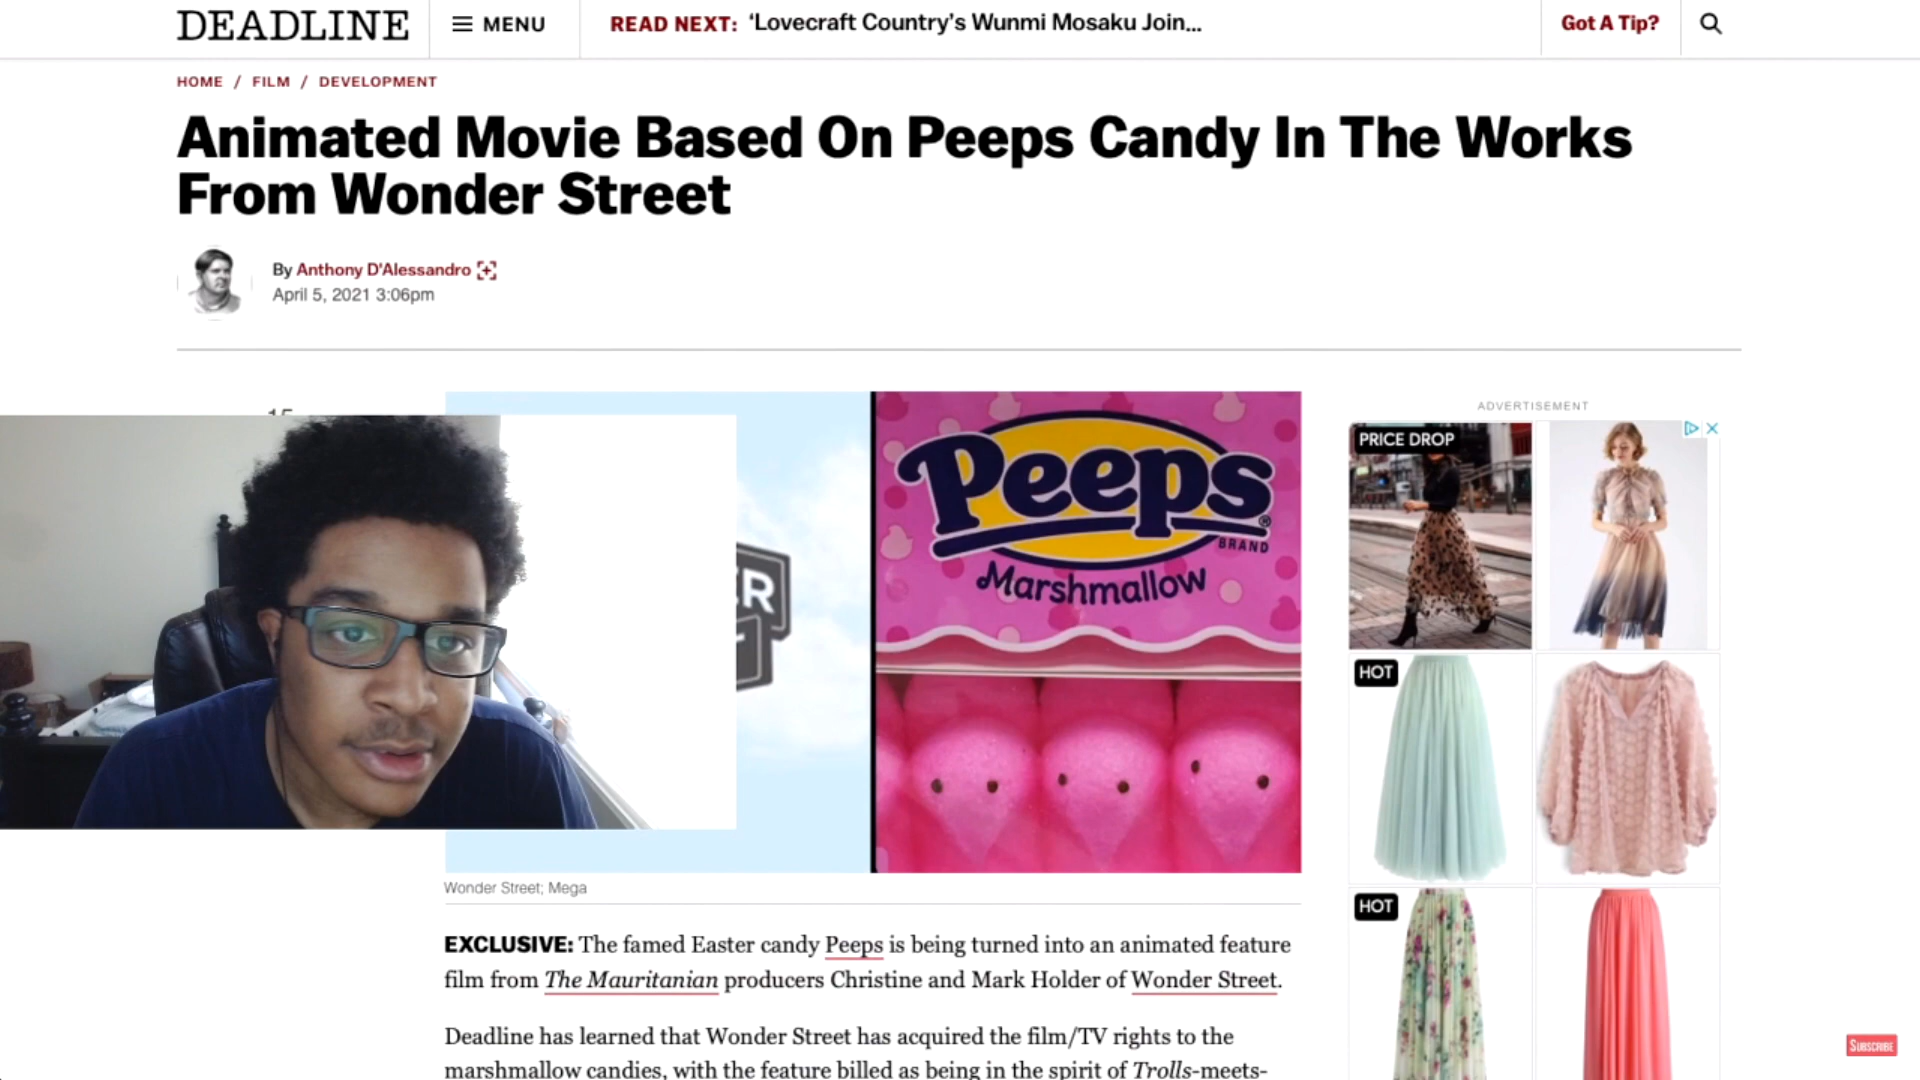 DEADLINE
MENU
READ NEXT: ‘Lovecraft Country’s Wunmi Mosaku Join...
Got A Tip?
HOME / FILM / DEVELOPMENT
Animated Movie Based On Peeps Candy In The Works
From Wonder Street
By Anthony D'Alessandro
April 5, 2021 3:06pm
ADVERTISEMENT
PRICE DROP
Peeps®
BRAND
Marshmallow
HOT
HOT
Wonder Street; Mega
EXCLUSIVE: The famed Easter candy Peeps is being turned into an animated feature
film from The Mauritanian producers Christine and Mark Holder of Wonder Street.
Deadline has learned that Wonder Street has acquired the film/TV rights to the
marshmallow candies, with the feature billed as being in the spirit of Trolls-meets-
SUBSCRIBE